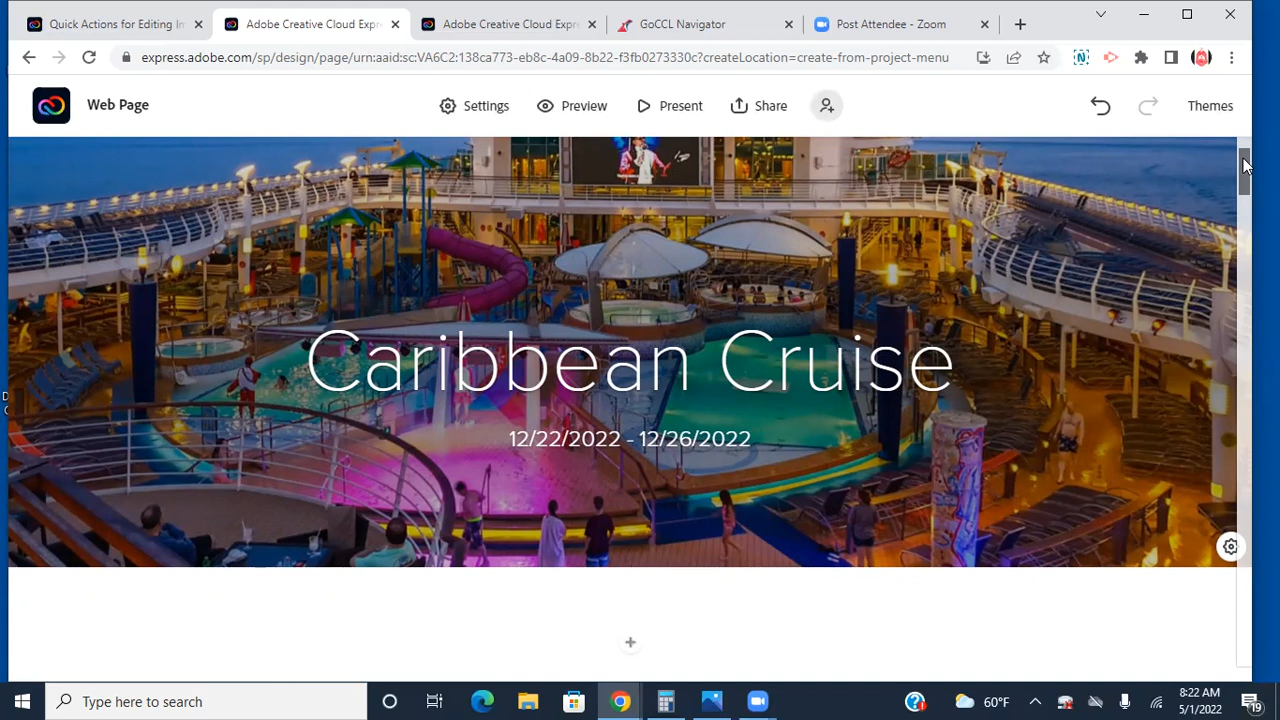 Quick Actions for Editing Im
Adobe Creative Cloud Expr
Adobe Creative Cloud Expr
GoCCL Navigator
Post Attendee - Zoom
express.adobe.com/sp/design/page/urn:aaid:sc:VA6C2:138ca773-eb8c-4a09-8b22-f3fb0273330c?createLocation=create-from-project-menu
Web Page
Settings
Preview
Present
Share
Themes
Caribbean Cruise
12/22/2022 - 12/26/2022
Type here to search
60°F
8:22 AM
5/1/2022
19